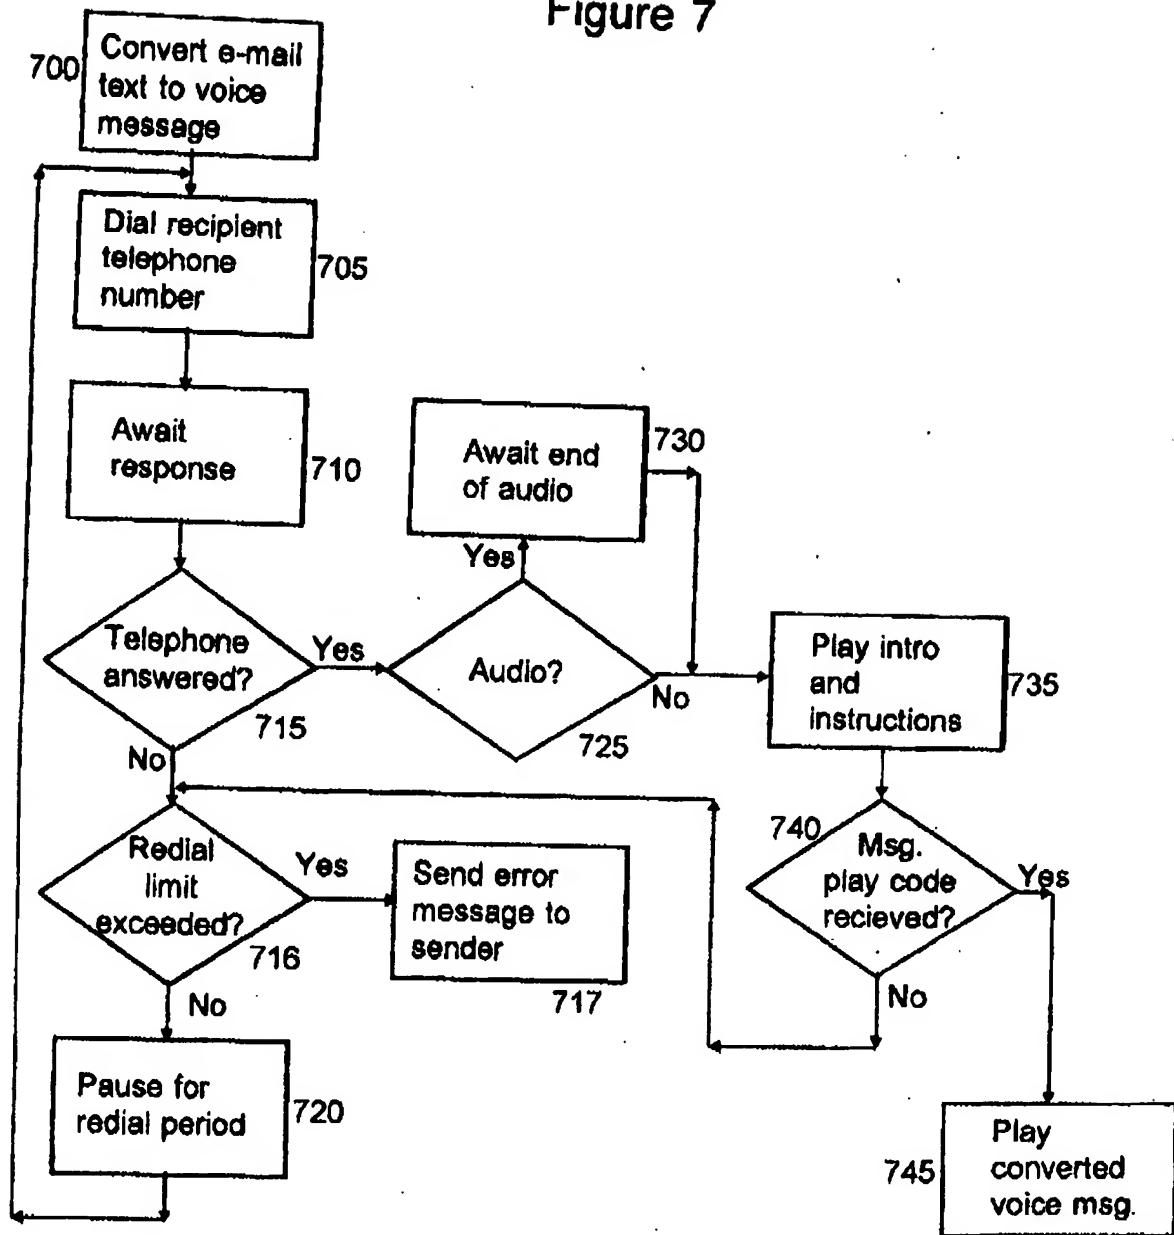 Figure 7
700
Convert e-mail
text to voice
message
Dial recipient
telephone
number
705
Await
response
710
Await end
of audio
730
Yes
Telephone
answered?
Yes
715
Audio?
No
725
Play intro
and
instructions
735
No
Redial
limit
exceeded?
Yes
716
Send error
message to
sender
717
740
Msg.
play code
recieved?
Yes
No
No
Pause for
redial period
720
745
Play
converted
voice msg.